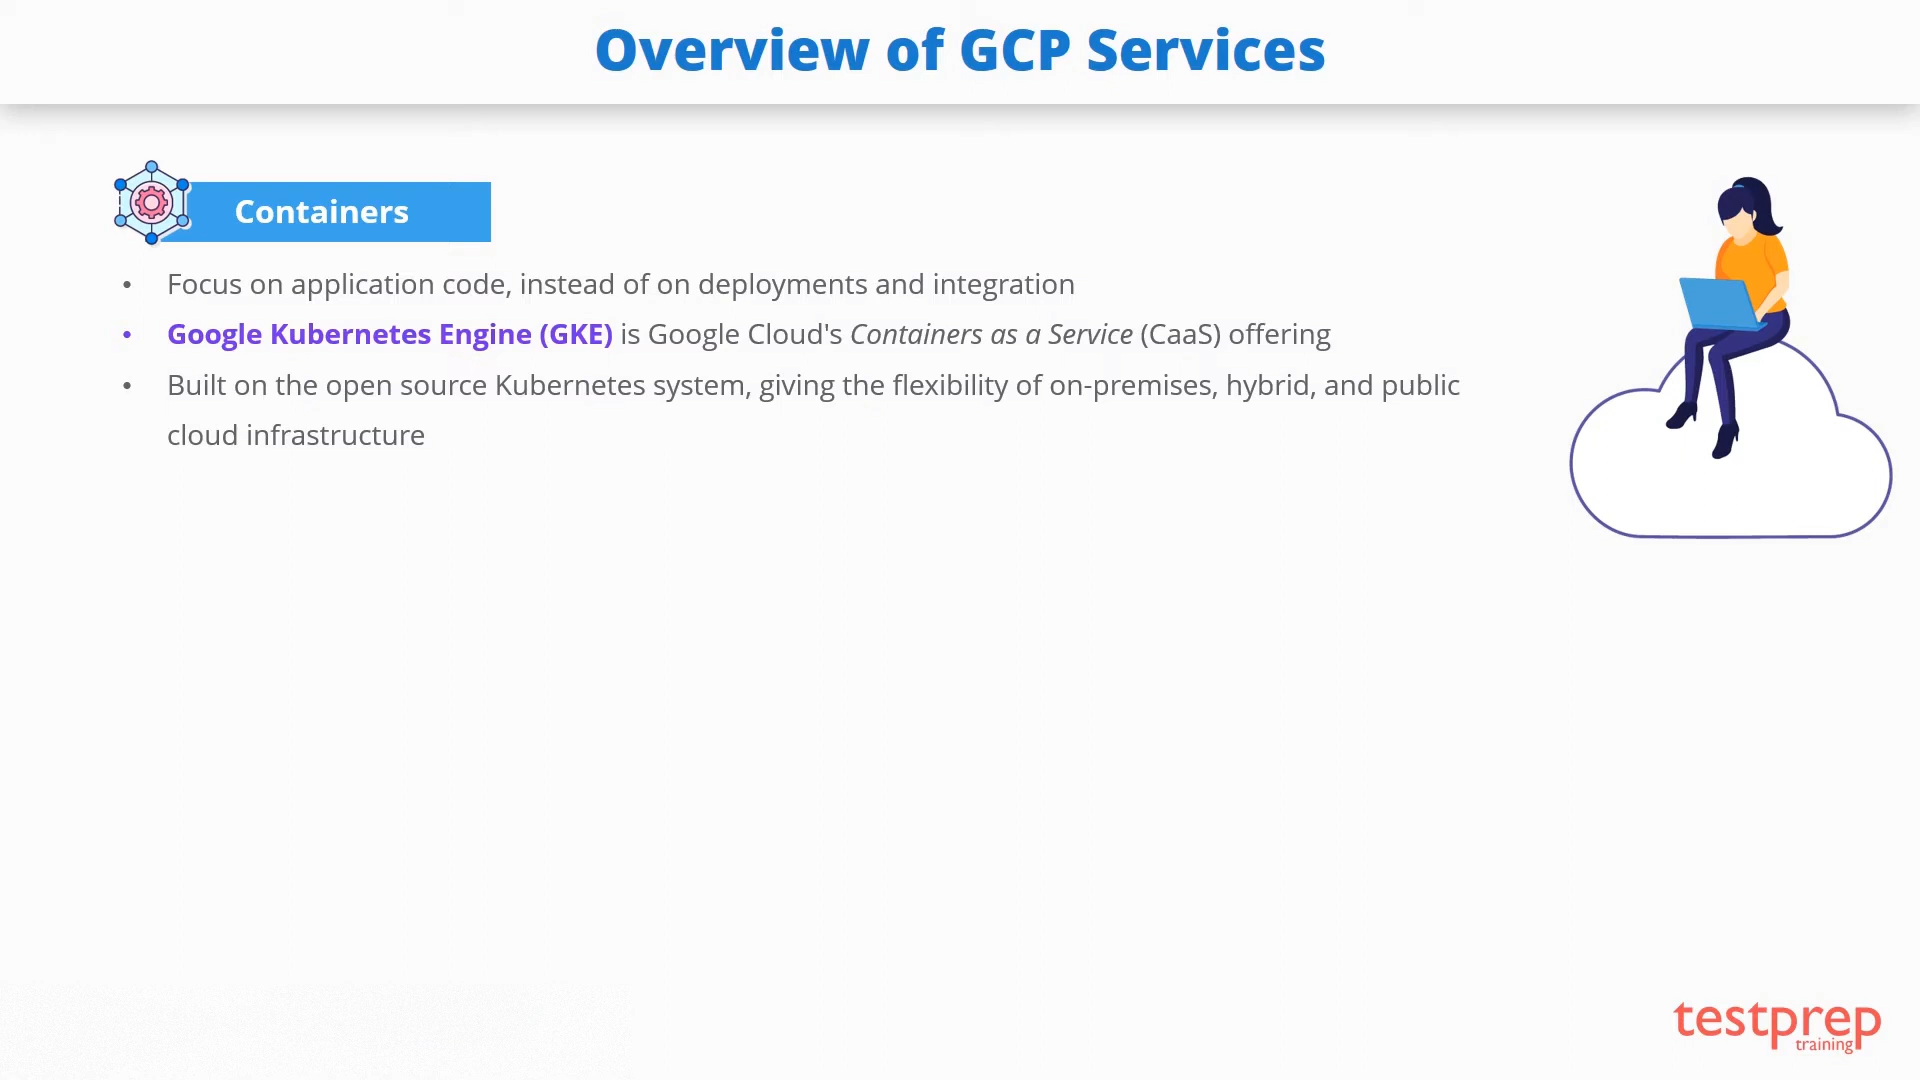 Overview of GCP Services
Containers
• Focus on application code, instead of on deployments and integration
• Google Kubernetes Engine (GKE) is Google Cloud's Containers as a Service (CaaS) offering
• Built on the open source Kubernetes system, giving the flexibility of on-premises, hybrid, and public
cloud infrastructure
testprep
training